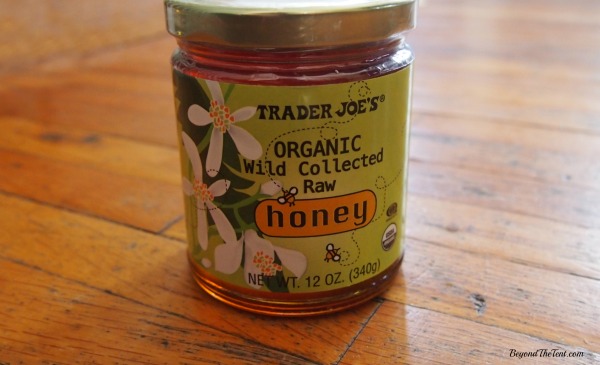 TRADER JOE'S®
ORGANIC
Wild Collected
Raw
honey
NET WT. 12 OZ. (340g)
BeyondTheTent.com